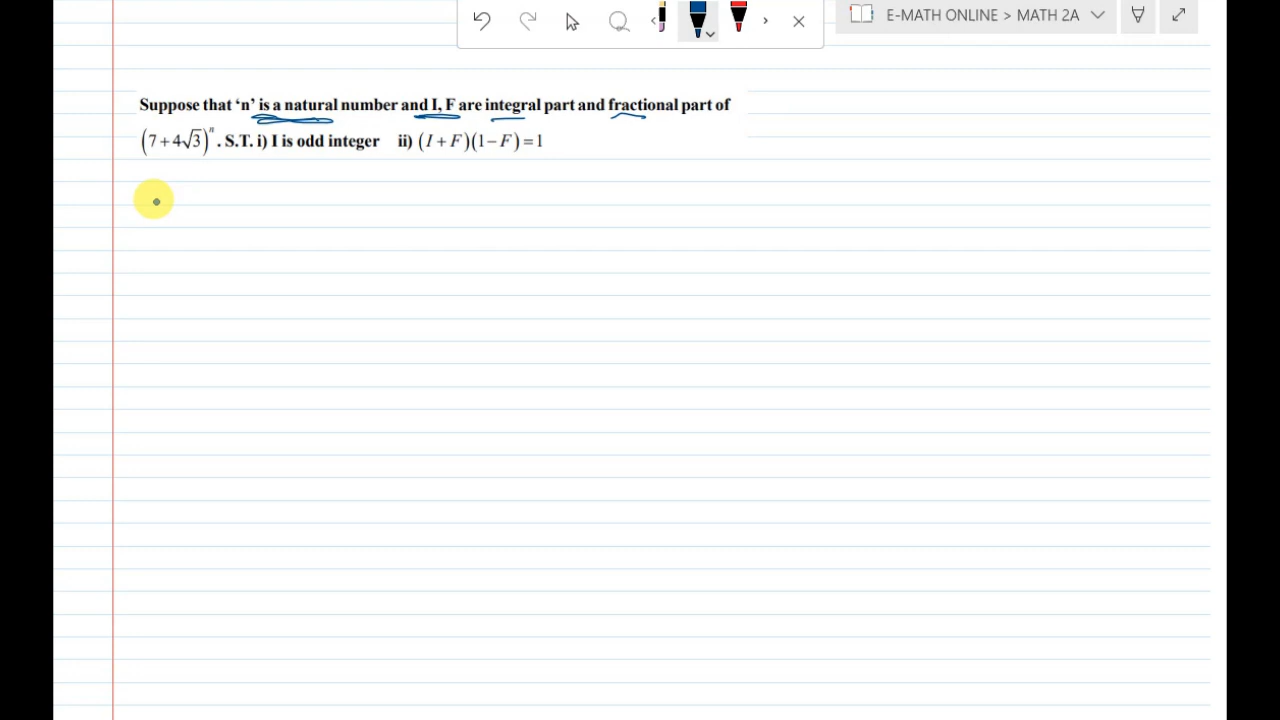 E-MATH ONLINE > MATH 2A
Suppose that ‘n’ is a natural number and I, F are integral part and fractional part of
(7+4√3)ⁿ. S.T. i) I is odd integer ii) (I+F)(1−F)=1